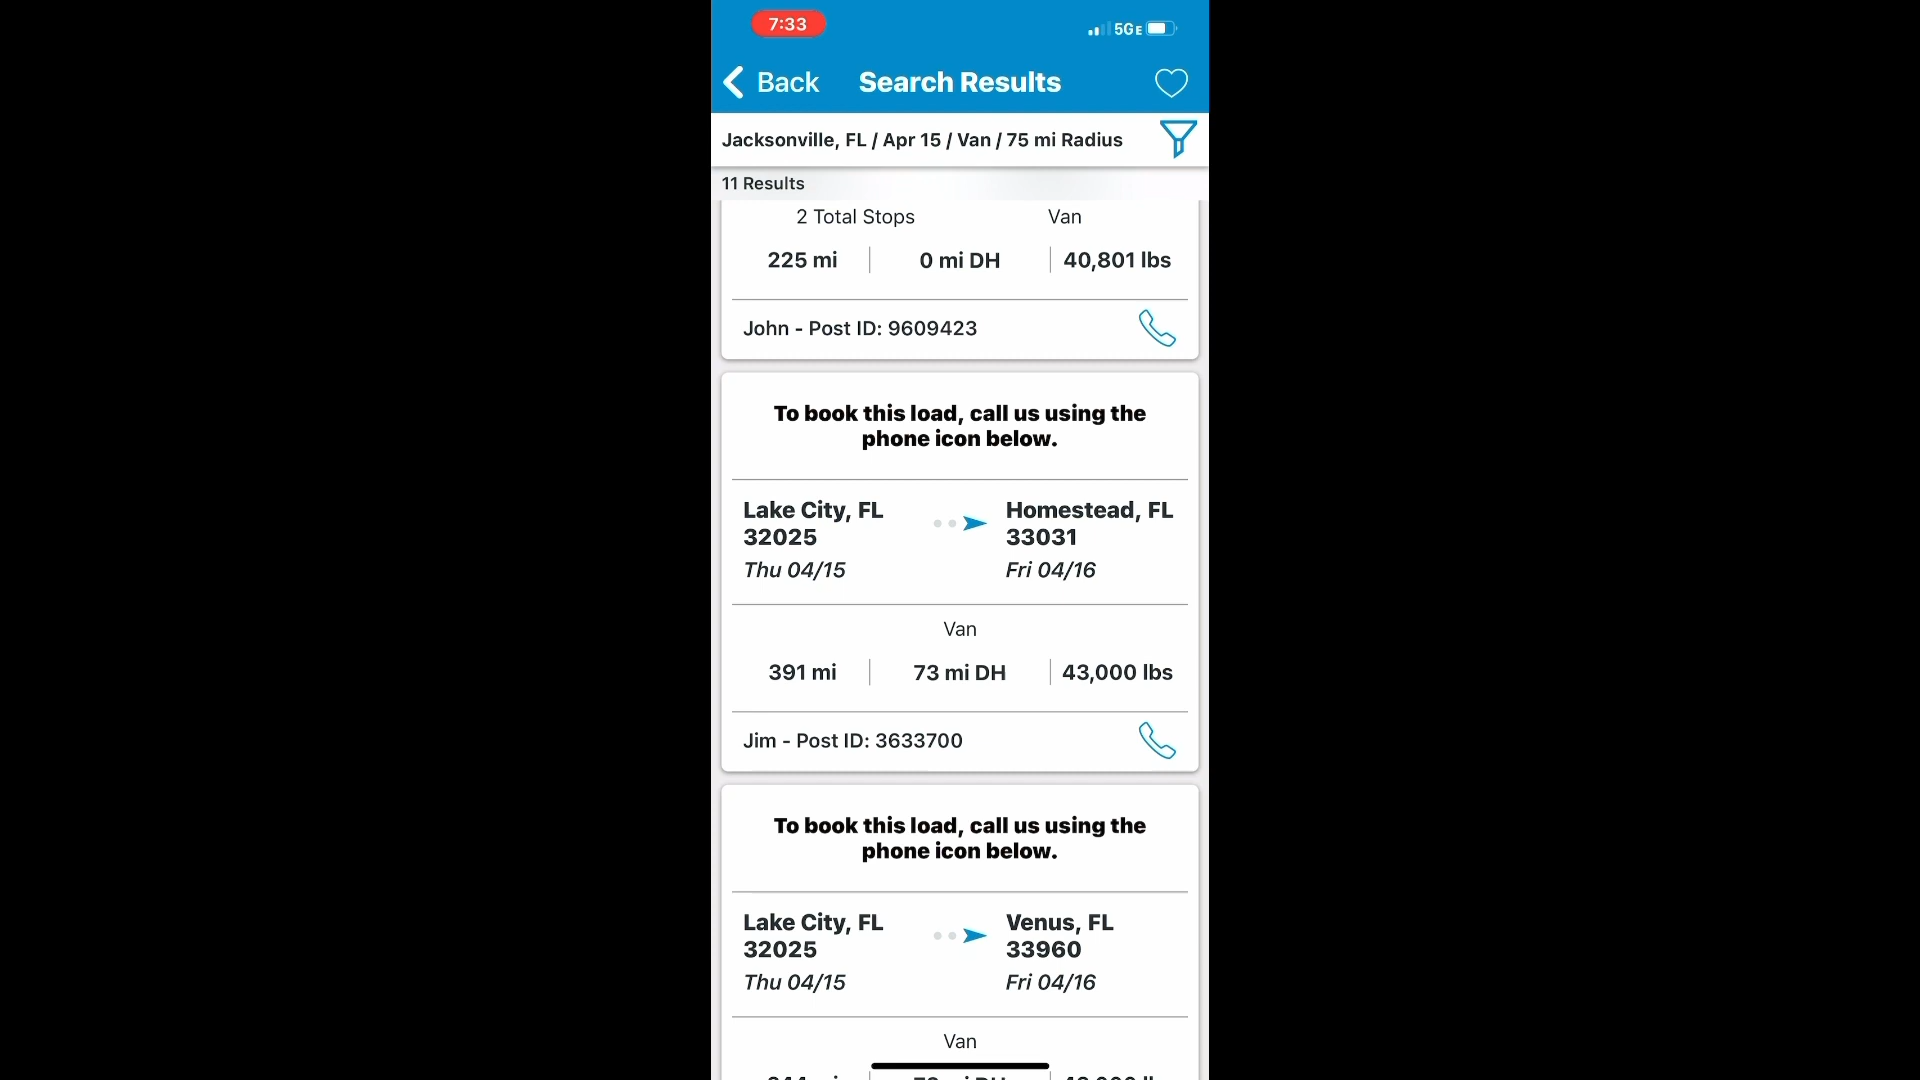 7:33
5GE
Back
Search Results
Jacksonville, FL / Apr 15 / Van / 75 mi Radius
11 Results
2 Total Stops
Van
225 mi
0 mi DH
40,801 lbs
John - Post ID: 9609423
To book this load, call us using the
phone icon below.
Lake City, FL
32025
Thu 04/15
Homestead, FL
33031
Fri 04/16
Van
391 mi
73 mi DH
43,000 lbs
Jim - Post ID: 3633700
To book this load, call us using the
phone icon below.
Lake City, FL
32025
Thu 04/15
Venus, FL
33960
Fri 04/16
Van